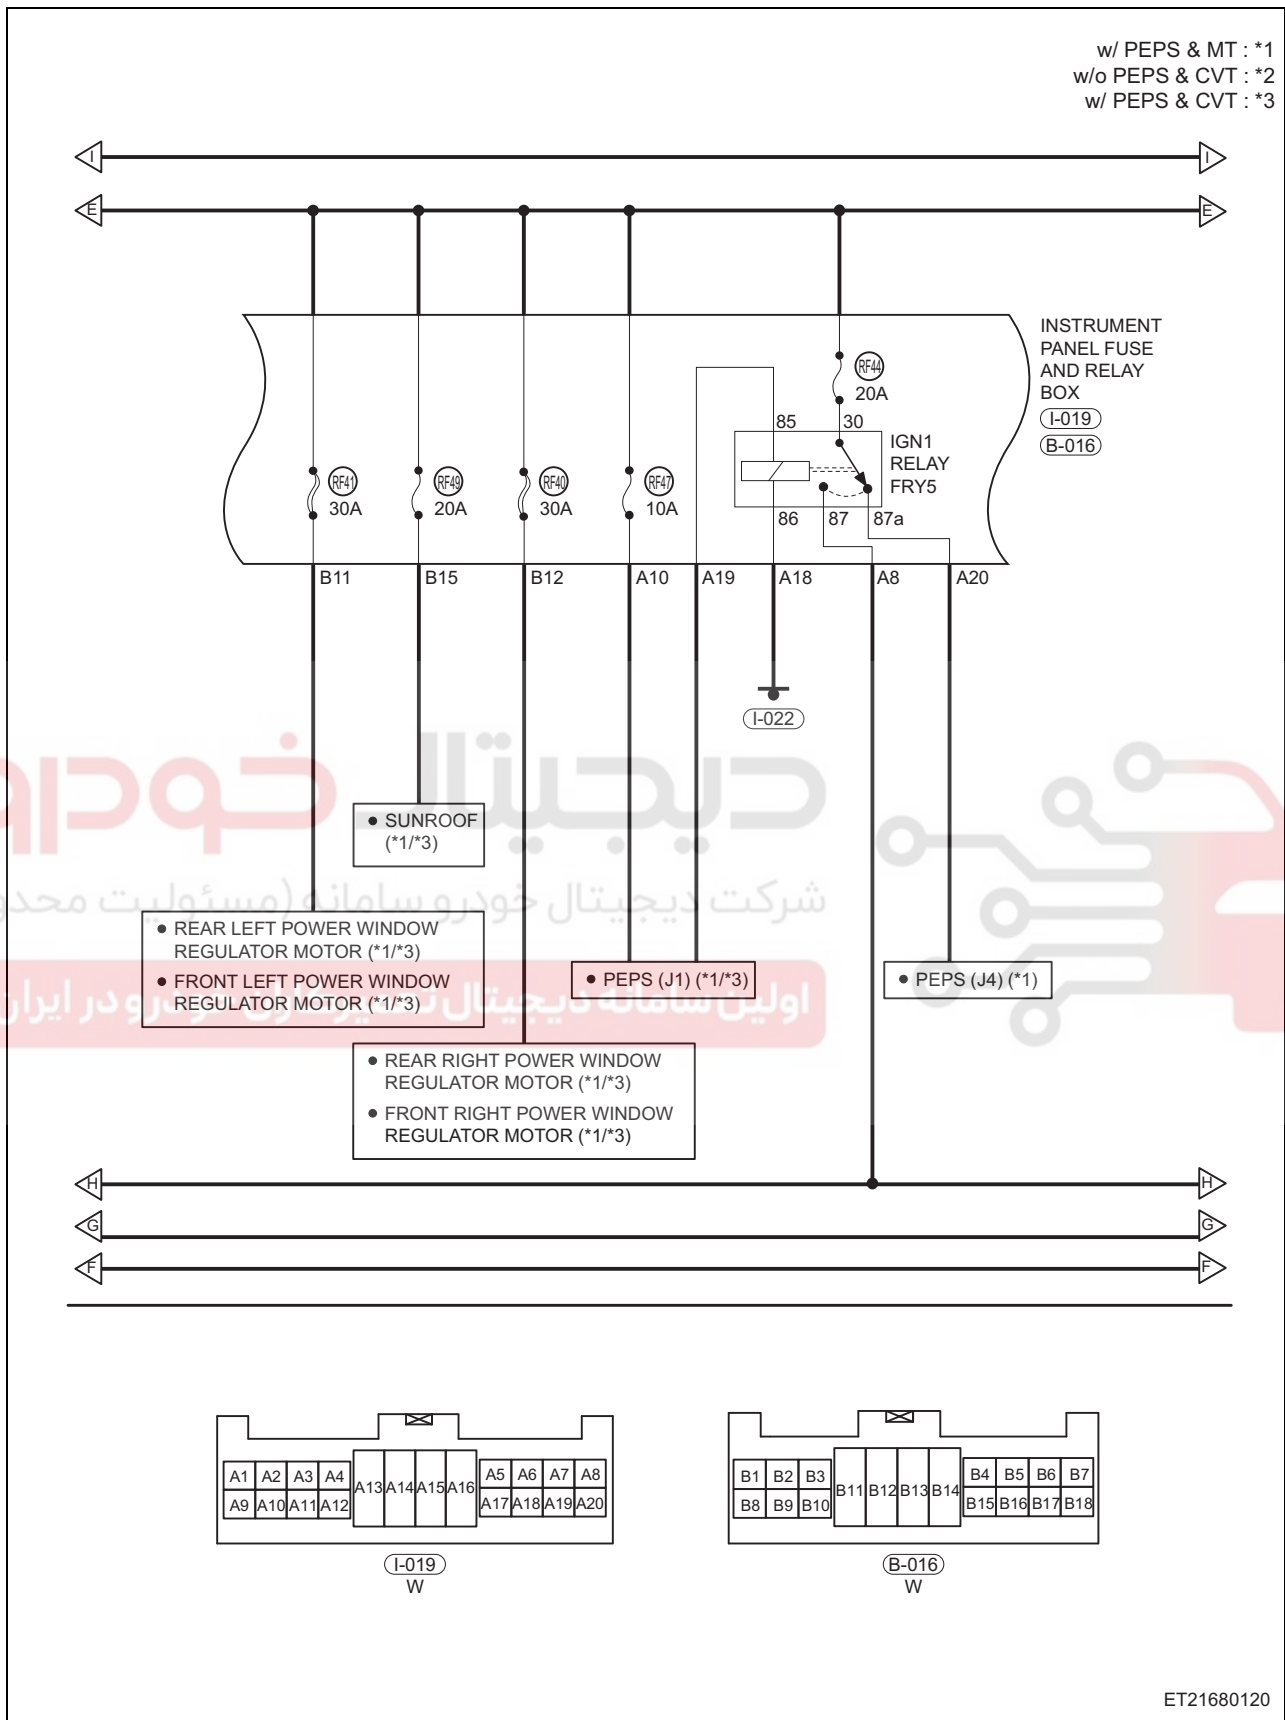 w/ PEPS & MT : *1
w/o PEPS & CVT : *2
w/ PEPS & CVT : *3
I
I
E
E
INSTRUMENT
PANEL FUSE
AND RELAY
BOX
I-019
B-016
RF44
20A
85
30
IGN1
RELAY
FRY5
RF41
30A
RF49
20A
RF40
30A
RF47
10A
86
87
87a
B11
B15
B12
A10
A19
A18
A8
A20
I-022
دیجیتال خودرو
SUNROOF
(*1/*3)
شرکت دیجیتال خودرو سامانه (مسئولیت محدو
REAR LEFT POWER WINDOW
REGULATOR MOTOR (*1/*3)
FRONT LEFT POWER WINDOW
REGULATOR MOTOR (*1/*3)
PEPS (J1) (*1/*3)
PEPS (J4) (*1)
اولین سامانه دیجیتال تعمیرکاران خودرو در ایران
REAR RIGHT POWER WINDOW
REGULATOR MOTOR (*1/*3)
FRONT RIGHT POWER WINDOW
REGULATOR MOTOR (*1/*3)
H
H
G
G
F
F
A1 A2 A3 A4 A13 A14 A15 A16 A5 A6 A7 A8
A9 A10 A11 A12 A17 A18 A19 A20
I-019
W
B1 B2 B3 B11 B12 B13 B14 B4 B5 B6 B7
B8 B9 B10 B15 B16 B17 B18
B-016
W
ET21680120